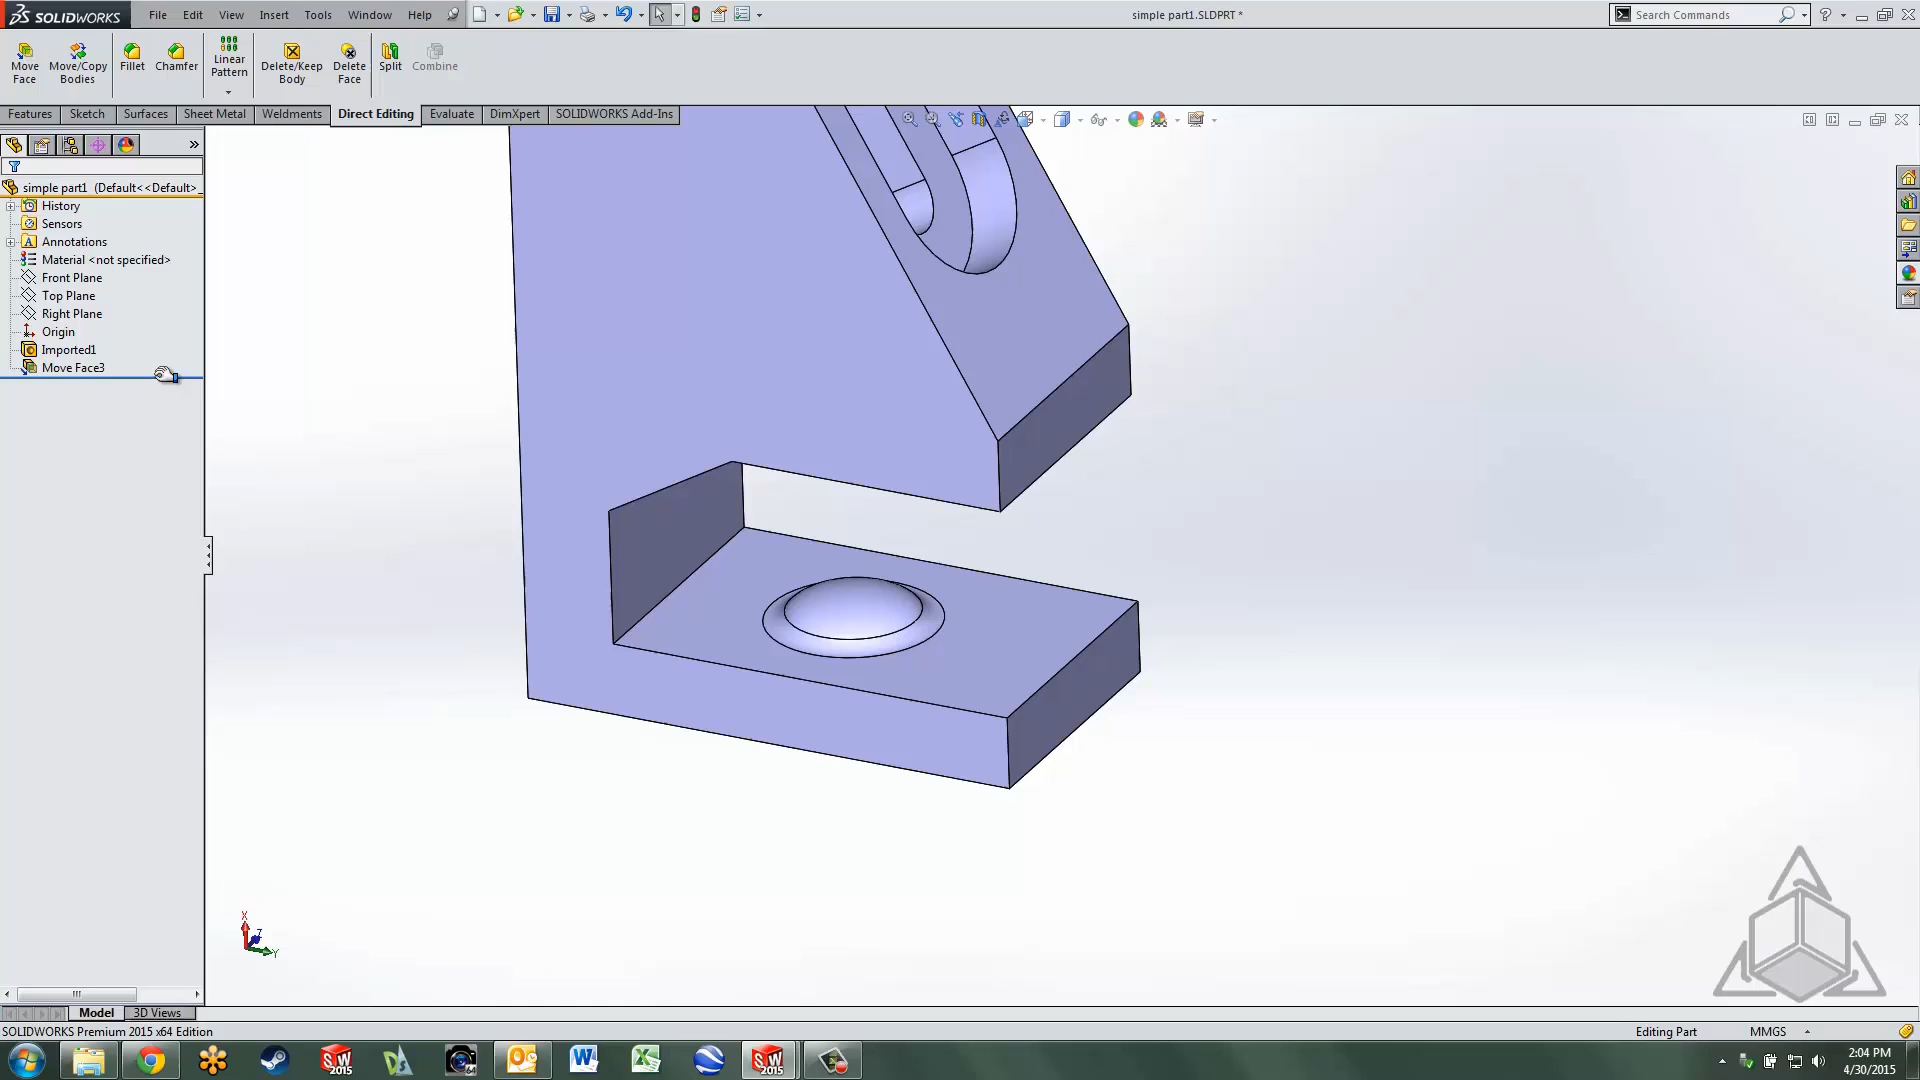 SOLIDWORKS File Edit View Insert Tools Window Help simple part1.SLDPRT * Search Commands
Move Face Move/Copy Bodies Fillet Chamfer Linear Pattern Delete/Keep Body Delete Face Split Combine
Features Sketch Surfaces Sheet Metal Weldments Direct Editing Evaluate DimXpert SOLIDWORKS Add-Ins
simple part1 (Default<<Default>_
History
Sensors
Annotations
Material <not specified>
Front Plane
Top Plane
Right Plane
Origin
Imported1
Move Face3
X
Z
Y
Model 3D Views
SOLIDWORKS Premium 2015 x64 Edition Editing Part MMGS
2:04 PM
4/30/2015